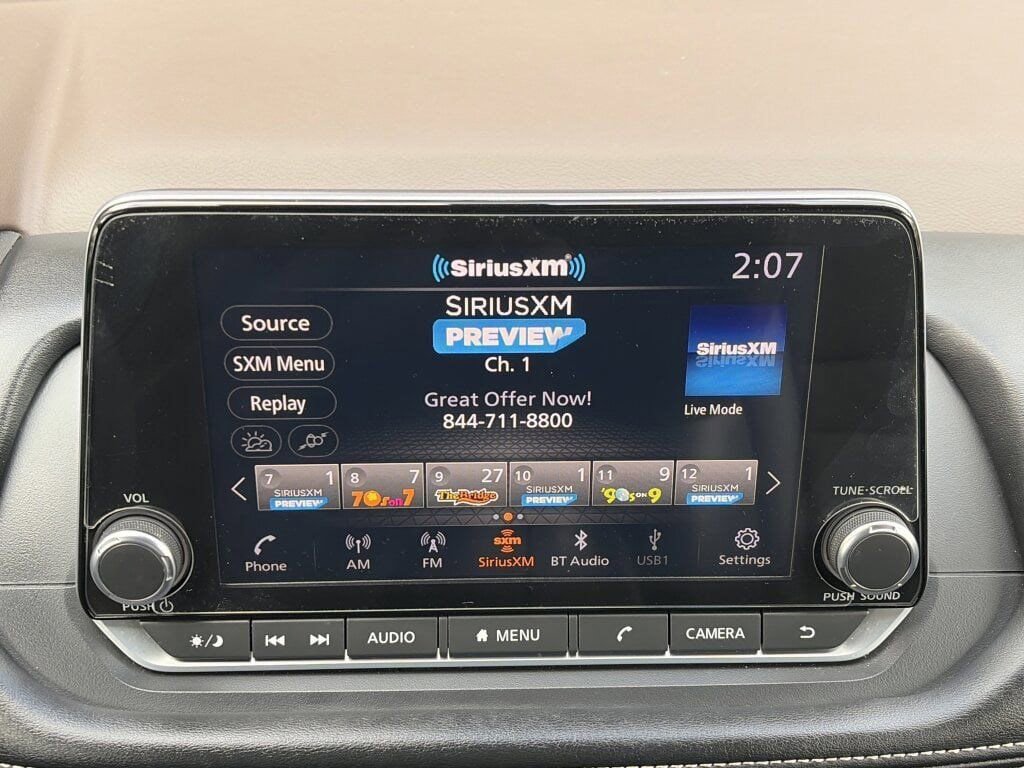 SiriusXM
2:07
SIRIUSXM
PREVIEW
Ch. 1
Source
SXM Menu
Replay
Great Offer Now!
844-711-8800
SiriusXM
Live Mode
7 1
SIRIUSXM
PREVIEW
8 7
70s on 7
9 27
The Bridge
10 1
SIRIUSXM
PREVIEW
11 9
'90s ON 9
12 1
SIRIUSXM
PREVIEW
Phone
AM
FM
sxm
SiriusXM
BT Audio
USB1
Settings
VOL
PUSH
TUNE·SCROLL
PUSH SOUND
AUDIO
MENU
CAMERA